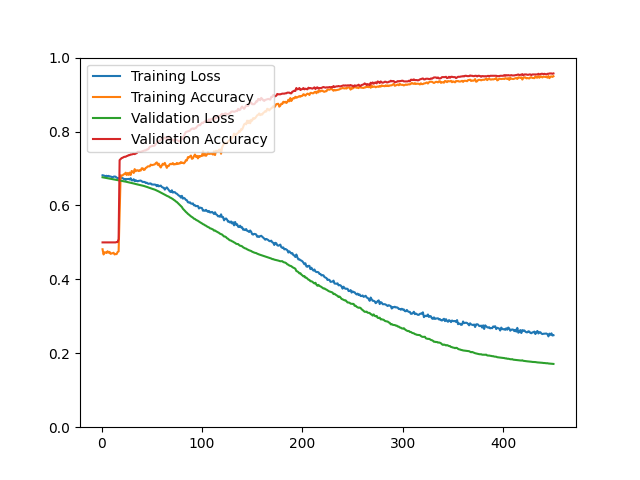 1.0
0.8
0.6
0.4
0.2
0.0
0 100 200 300 400
Training Loss
Training Accuracy
Validation Loss
Validation Accuracy